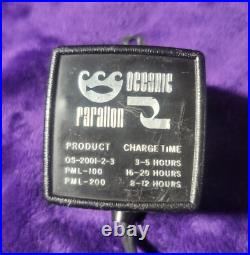 OCEANIC
Farallon
PRODUCT CHARGE TIME
OS-2001-2-3 3-5 HOURS
PML-100 16-20 HOURS
PML-200 8-12 HOURS